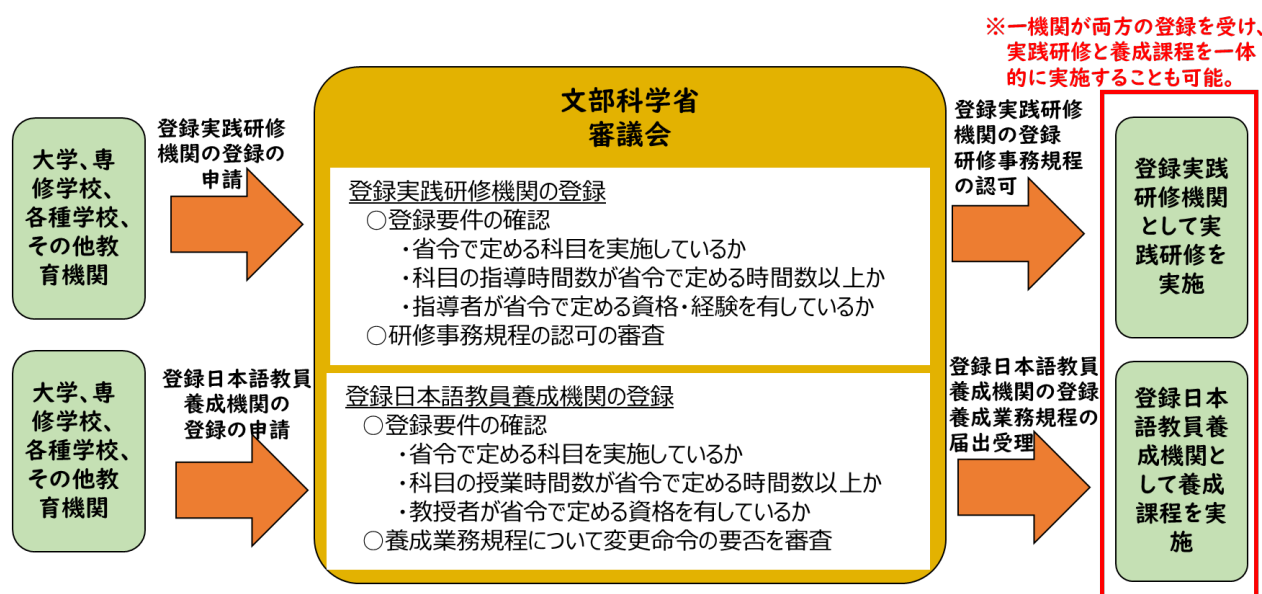 ※一機関が両方の登録を受け、
実践研修と養成課程を一体
的に実施することも可能。
大学、専
修学校、
各種学校、
その他教
育機関
登録実践研修
機関の登録の
申請
文部科学省
審議会
登録実践研修機関の登録
○登録要件の確認
・省令で定める科目を実施しているか
・科目の指導時間数が省令で定める時間数以上か
・指導者が省令で定める資格・経験を有しているか
○研修事務規程の認可の審査
登録実践研修
機関の登録
研修事務規程
の認可
登録実践
研修機関
として実
践研修を
実施
大学、専
修学校、
各種学校、
その他教
育機関
登録日本語教員
養成機関の
登録の申請
登録日本語教員養成機関の登録
○登録要件の確認
・省令で定める科目を実施しているか
・科目の授業時間数が省令で定める時間数以上か
・教授者が省令で定める資格を有しているか
○養成業務規程について変更命令の要否を審査
登録日本語教員
養成機関の登録
養成業務規程の
届出受理
登録日本
語教員養
成機関と
して養成
課程を実
施